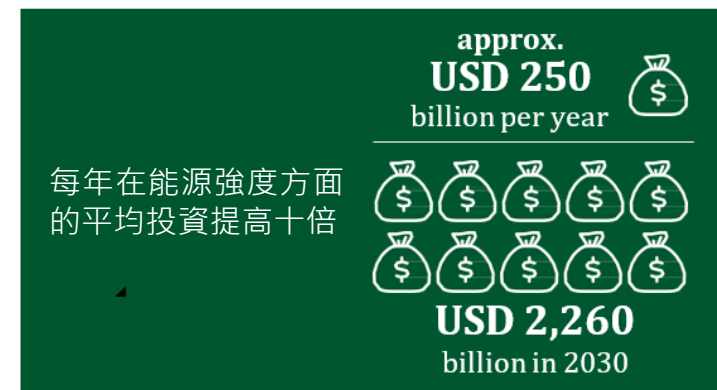 每年在能源強度方面
的平均投資提高十倍
approx.
USD 250
billion per year
$
$ $ $ $ $
$ $ $ $ $
USD 2,260
billion in 2030